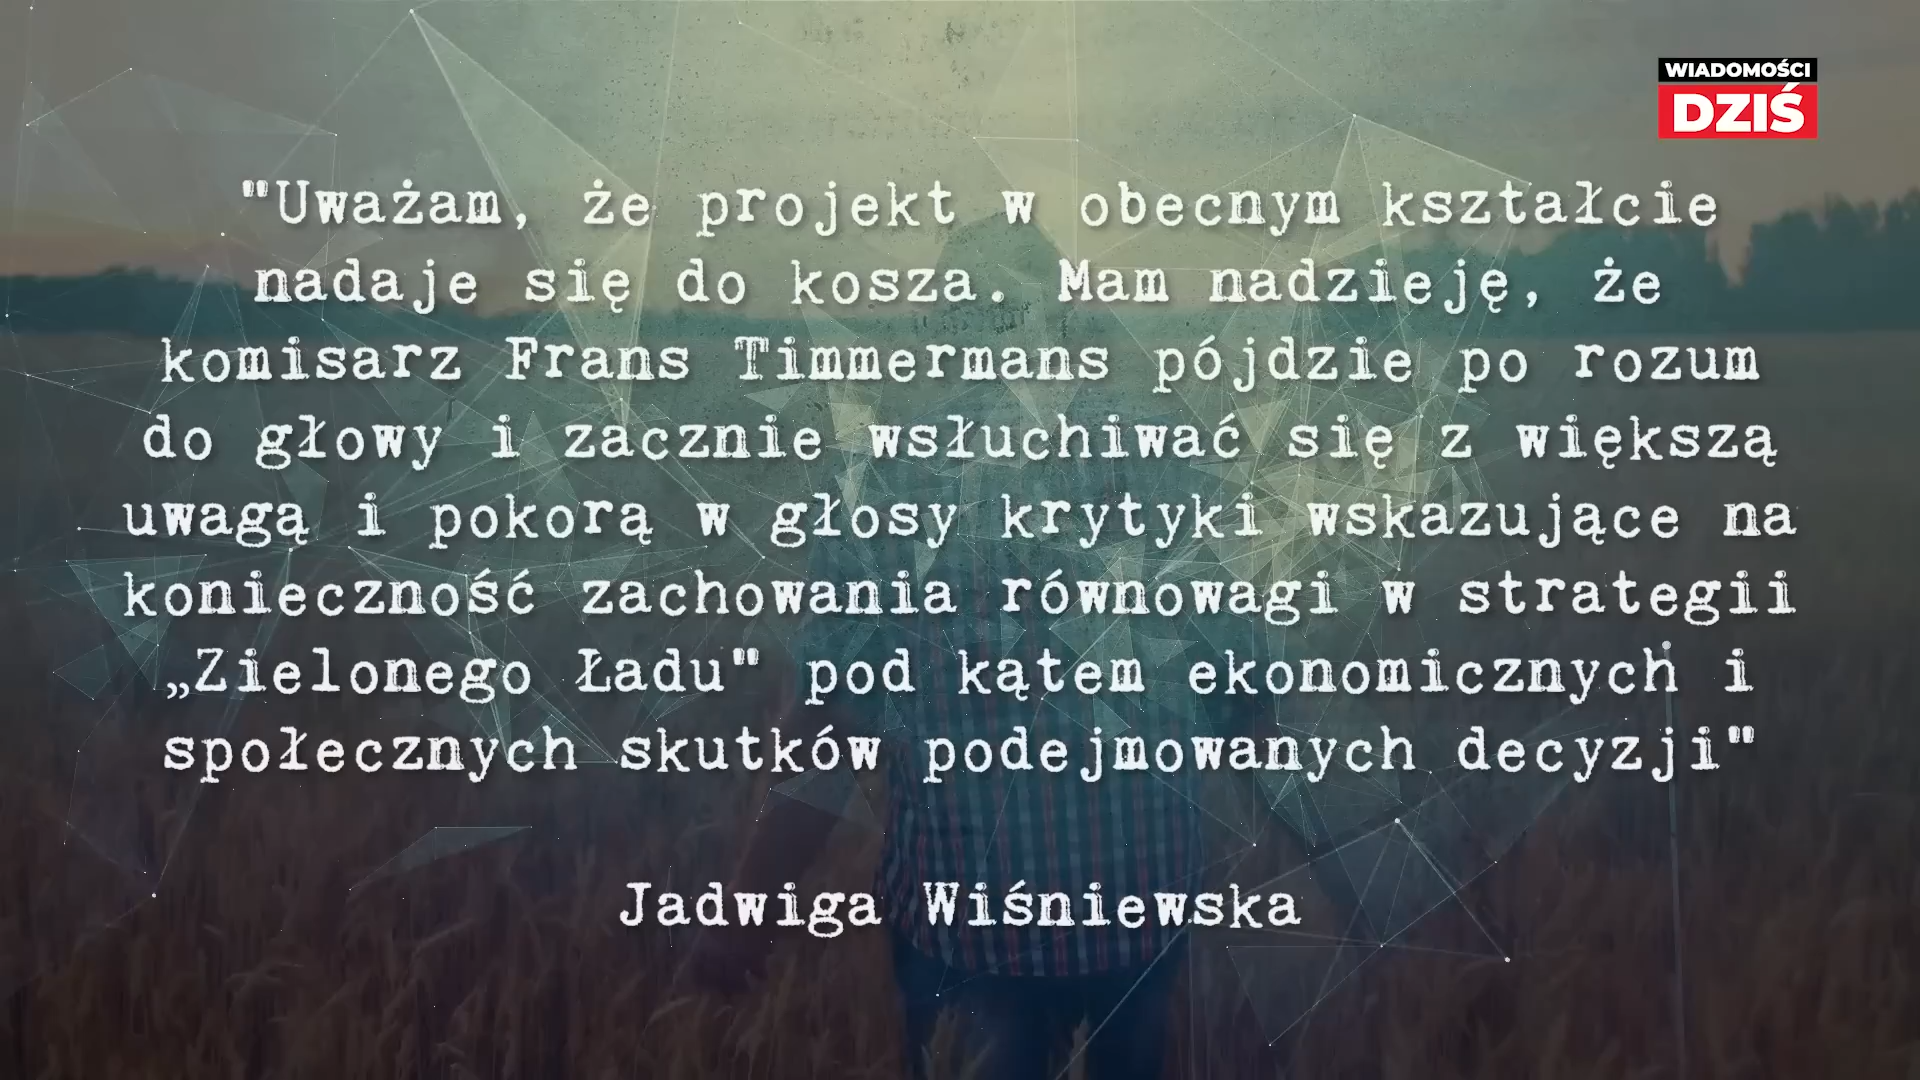 WIADOMOŚCI
DZIŚ
"Uważam, że projekt w obecnym kształcie
nadaje się do kosza. Mam nadzieję, że
komisarz Frans Timmermans pójdzie po rozum
do głowy i zacznie wsłuchiwać się z większą
uwagą i pokorą w głosy krytyki wskazujące na
konieczność zachowania równowagi w strategii
„Zielonego Ładu" pod kątem ekonomicznych i
społecznych skutków podejmowanych decyzji"
Jadwiga Wiśniewska